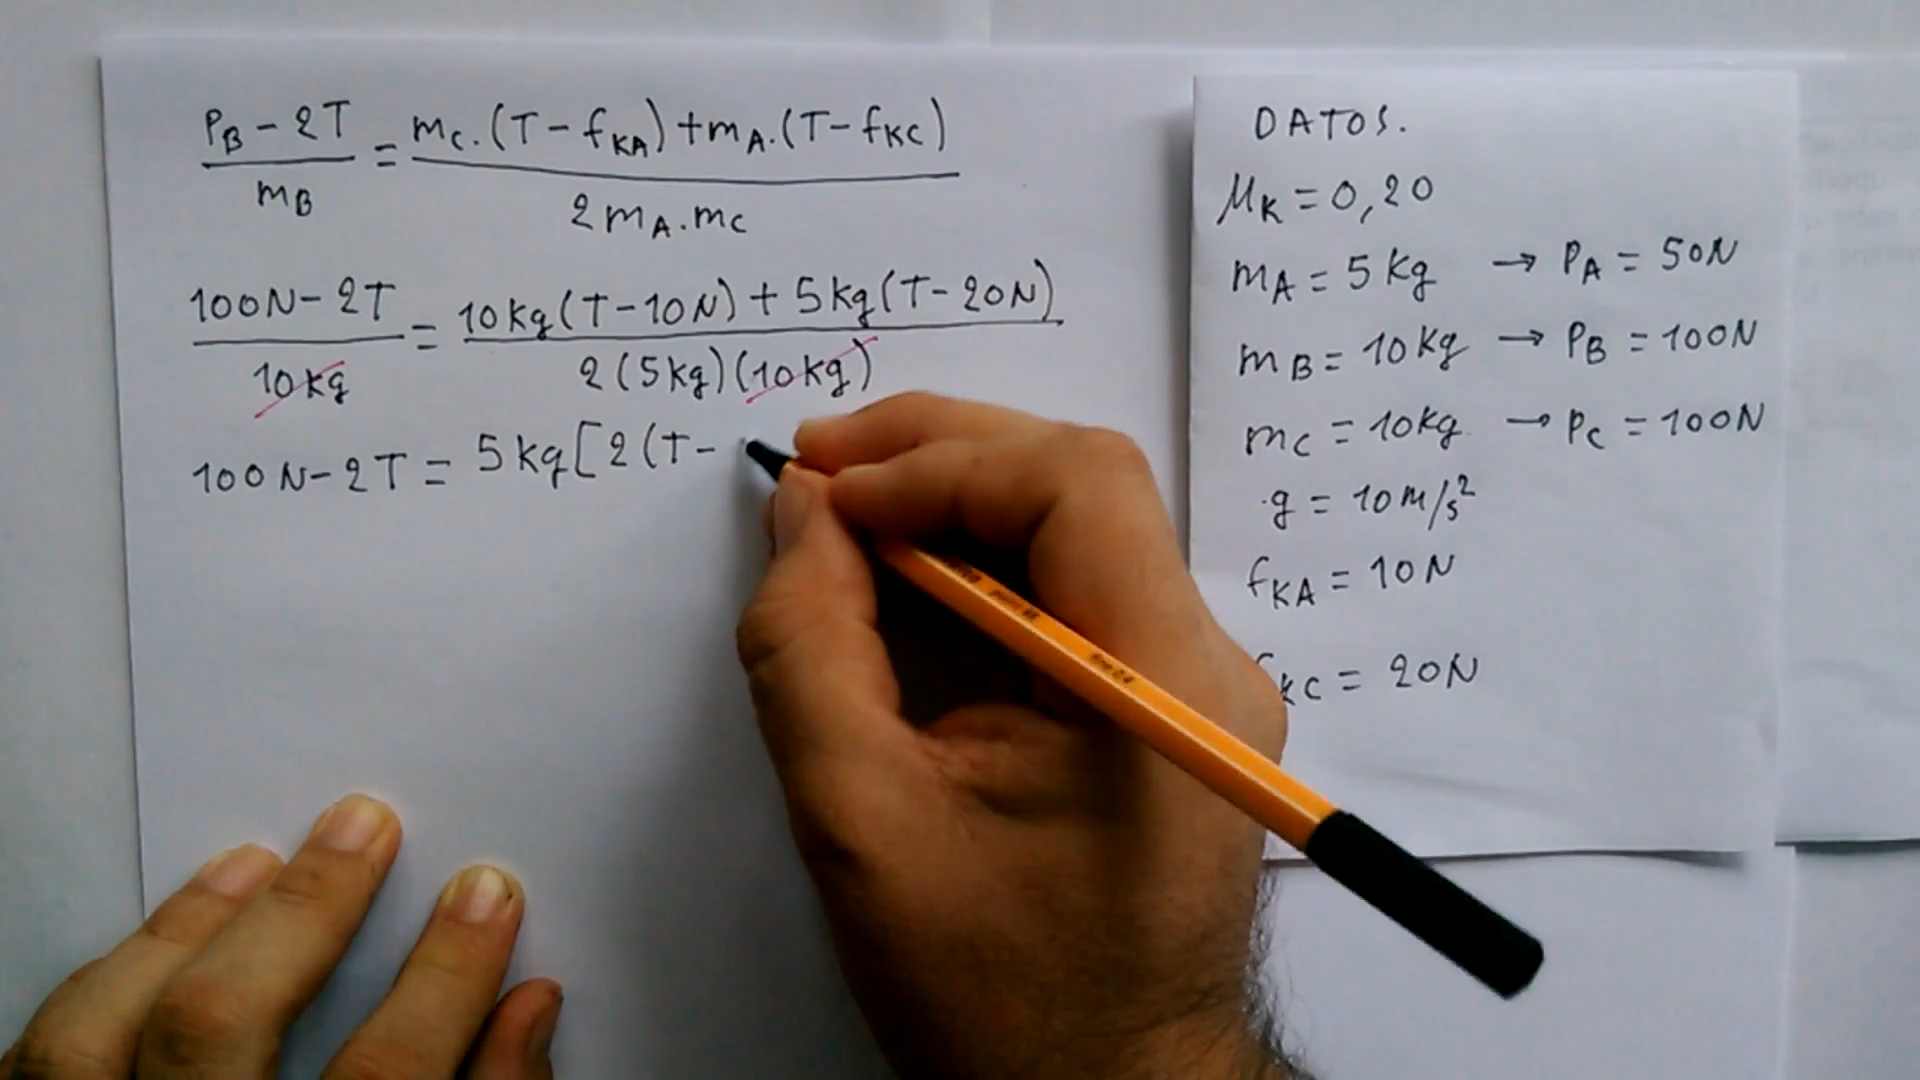 P_B - 2T / m_B = m_C.(T - f_KA) + m_A.(T - f_KC) / 2 m_A.m_C
100N - 2T / 10kg = 10kg(T - 10N) + 5kg(T - 20N) / 2(5kg)(10kg)
100N - 2T = 5kg[2(T -
DATOS.
μ_K = 0,20
m_A = 5kg → P_A = 50N
m_B = 10kg → P_B = 100N
m_C = 10kg → P_C = 100N
g = 10m/s²
f_KA = 10N
KC = 20N